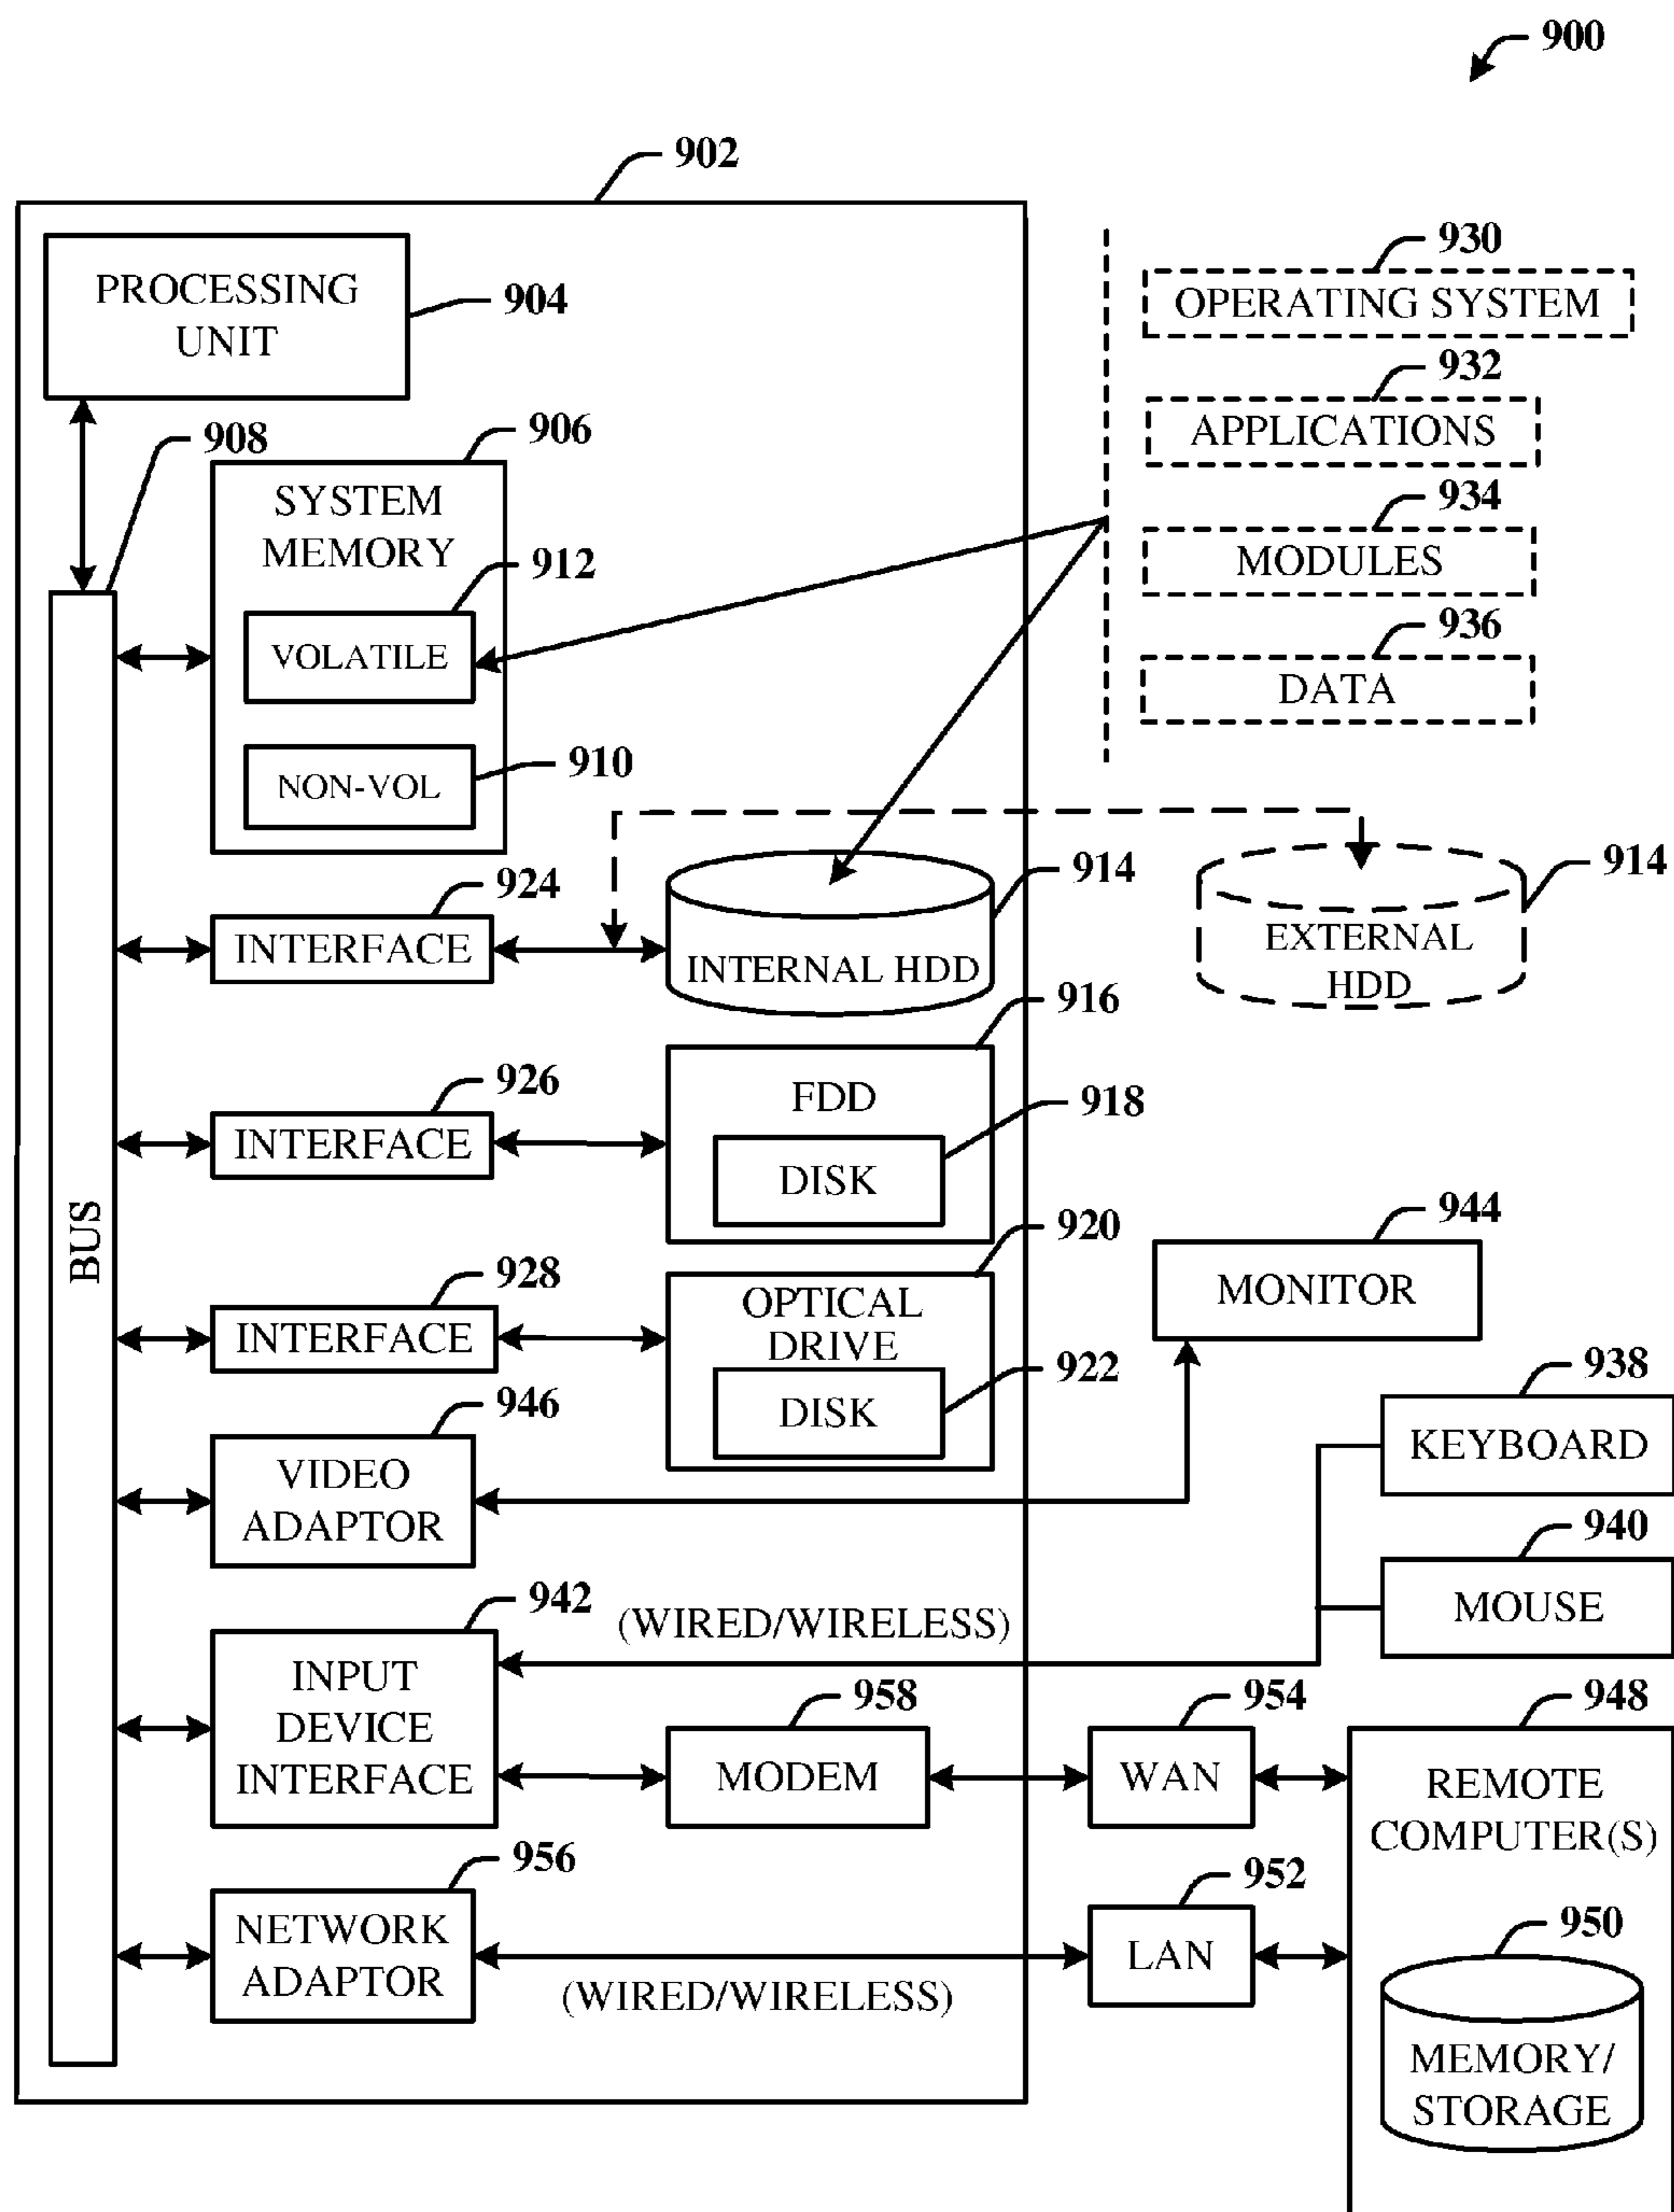 900
902
PROCESSING
UNIT
904
930
OPERATING SYSTEM
932
APPLICATIONS
934
MODULES
936
DATA
908
906
SYSTEM
MEMORY
912
VOLATILE
910
NON-VOL
924
INTERFACE
914
INTERNAL HDD
914
EXTERNAL
HDD
916
FDD
918
DISK
926
INTERFACE
BUS
920
OPTICAL
DRIVE
922
DISK
928
INTERFACE
944
MONITOR
946
VIDEO
ADAPTOR
938
KEYBOARD
940
MOUSE
942
INPUT
DEVICE
INTERFACE
(WIRED/WIRELESS)
958
MODEM
954
WAN
948
REMOTE
COMPUTER(S)
956
NETWORK
ADAPTOR
(WIRED/WIRELESS)
952
LAN
950
MEMORY/
STORAGE